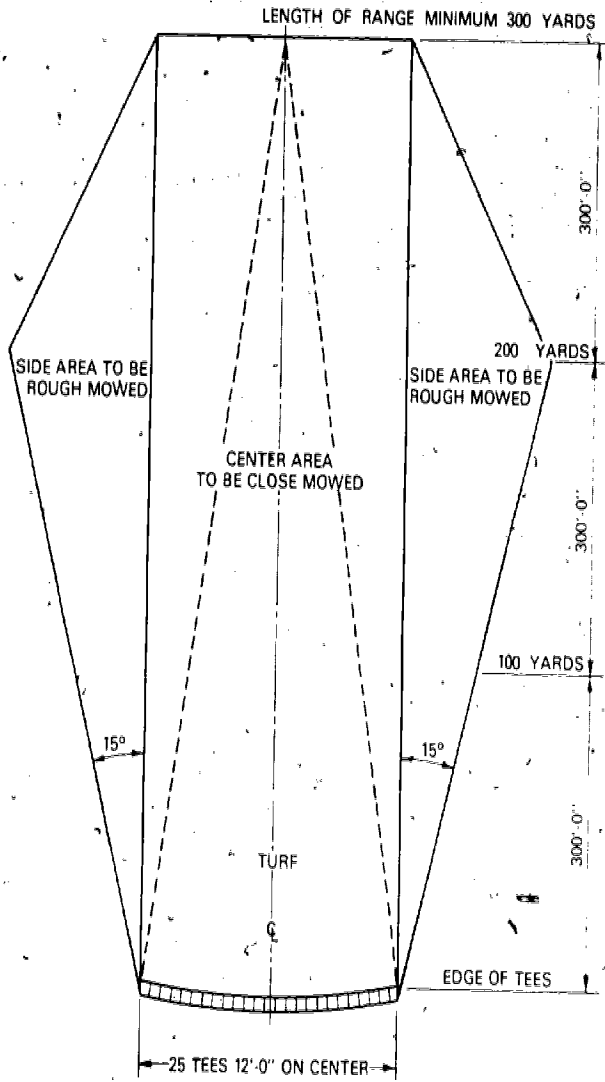 LENGTH OF RANGE MINIMUM 300 YARDS
300'-0"
200 YARDS
SIDE AREA TO BE
ROUGH MOWED
SIDE AREA TO BE
ROUGH MOWED
CENTER AREA
TO BE CLOSE MOWED
300'-0"
100 YARDS
15°
15°
300'-0"
TURF
℄
EDGE OF TEES
25 TEES 12'-0" ON CENTER